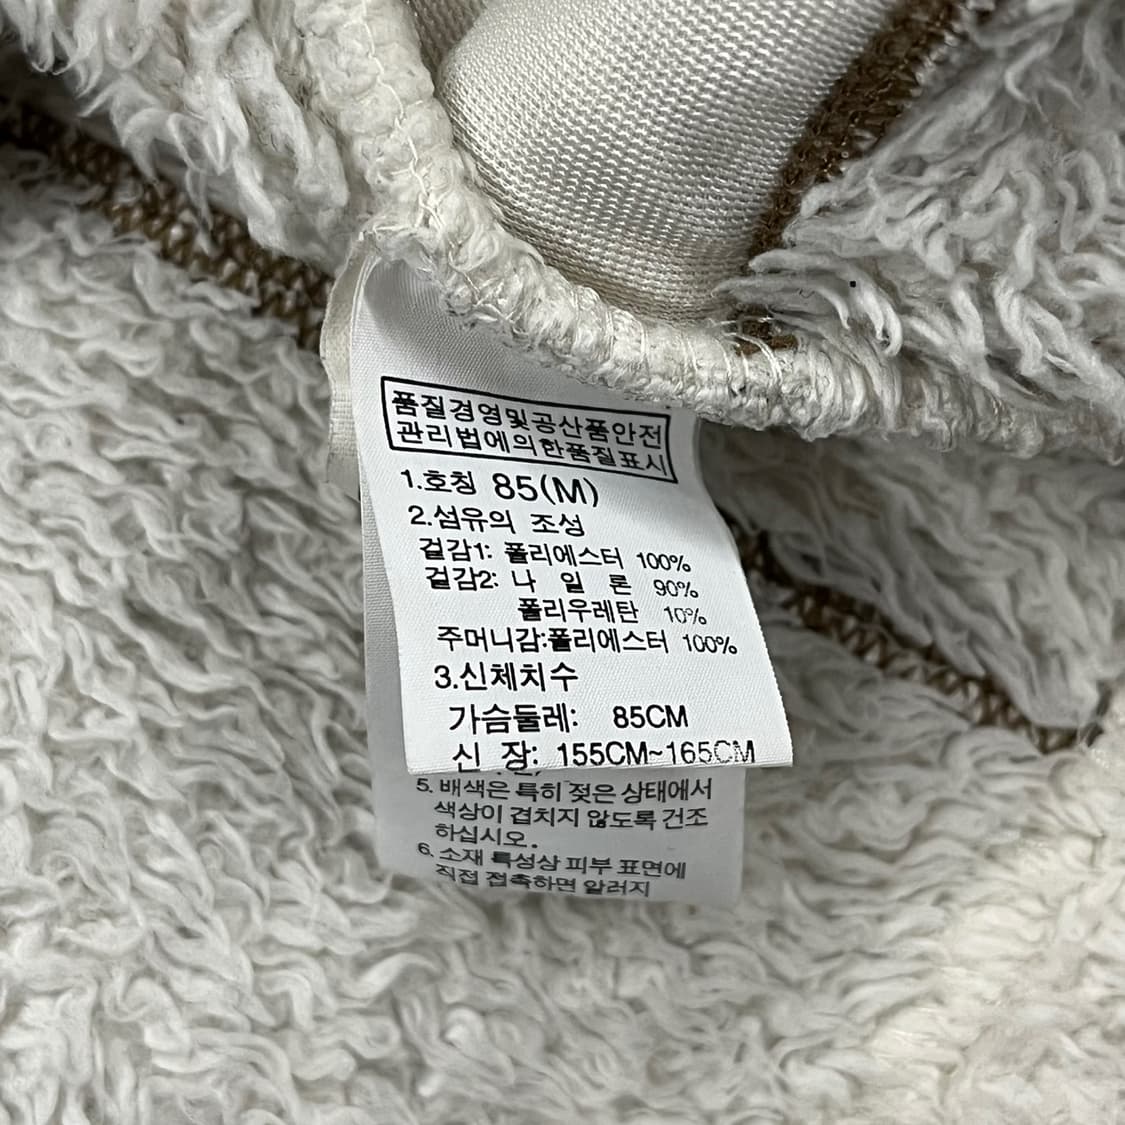 품질경영및공산품안전
관리법에의한품질표시
1.호칭 85(M)
2.섬유의 조성
겉감1: 폴리에스터 100%
겉감2: 나 일 론 90%
폴리우레탄 10%
주머니감:폴리에스터 100%
3.신체치수
가슴둘레: 85CM
신 장: 155CM~165CM
5. 배색은 특히 젖은 상태에서
색상이 겹치지 않도록 건조
하십시오.
6. 소재 특성상 피부 표면에
직접 접촉하면 알러지